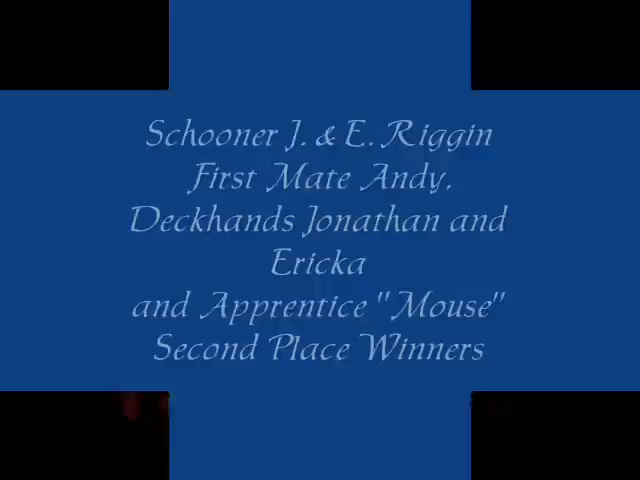 Schooner J. & E. Riggin
First Mate Andy,
Deckhands Jonathan and
Ericka
and Apprentice "Mouse"
Second Place Winners